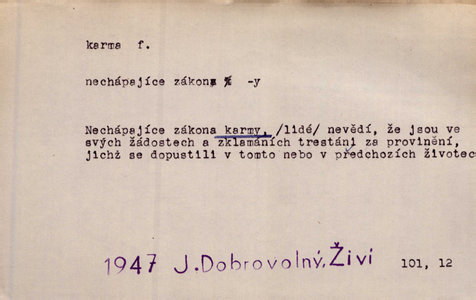 karma f.
nechápajíce zákona -y
Nechápajíce zákona karmy, /lidé/ nevědí, že jsou ve
svých žádostech a zklamáních trestáni za provinění,
jichž se dopustili v tomto nebo v předchozích životec
1947 J. Dobrovolný, Živí 101, 12